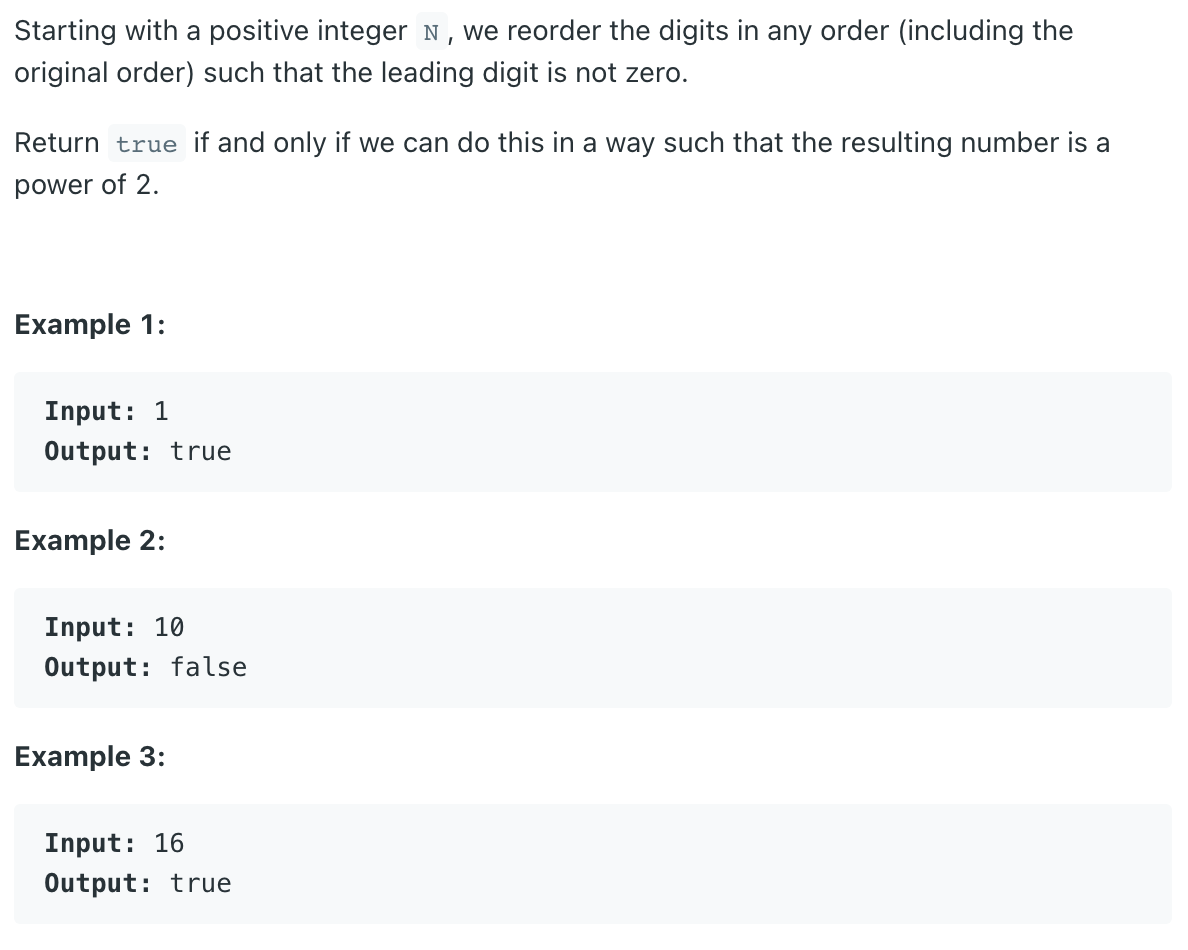 Starting with a positive integer N, we reorder the digits in any order (including the
original order) such that the leading digit is not zero.
Return true if and only if we can do this in a way such that the resulting number is a
power of 2.
Example 1:
Input: 1
Output: true
Example 2:
Input: 10
Output: false
Example 3:
Input: 16
Output: true